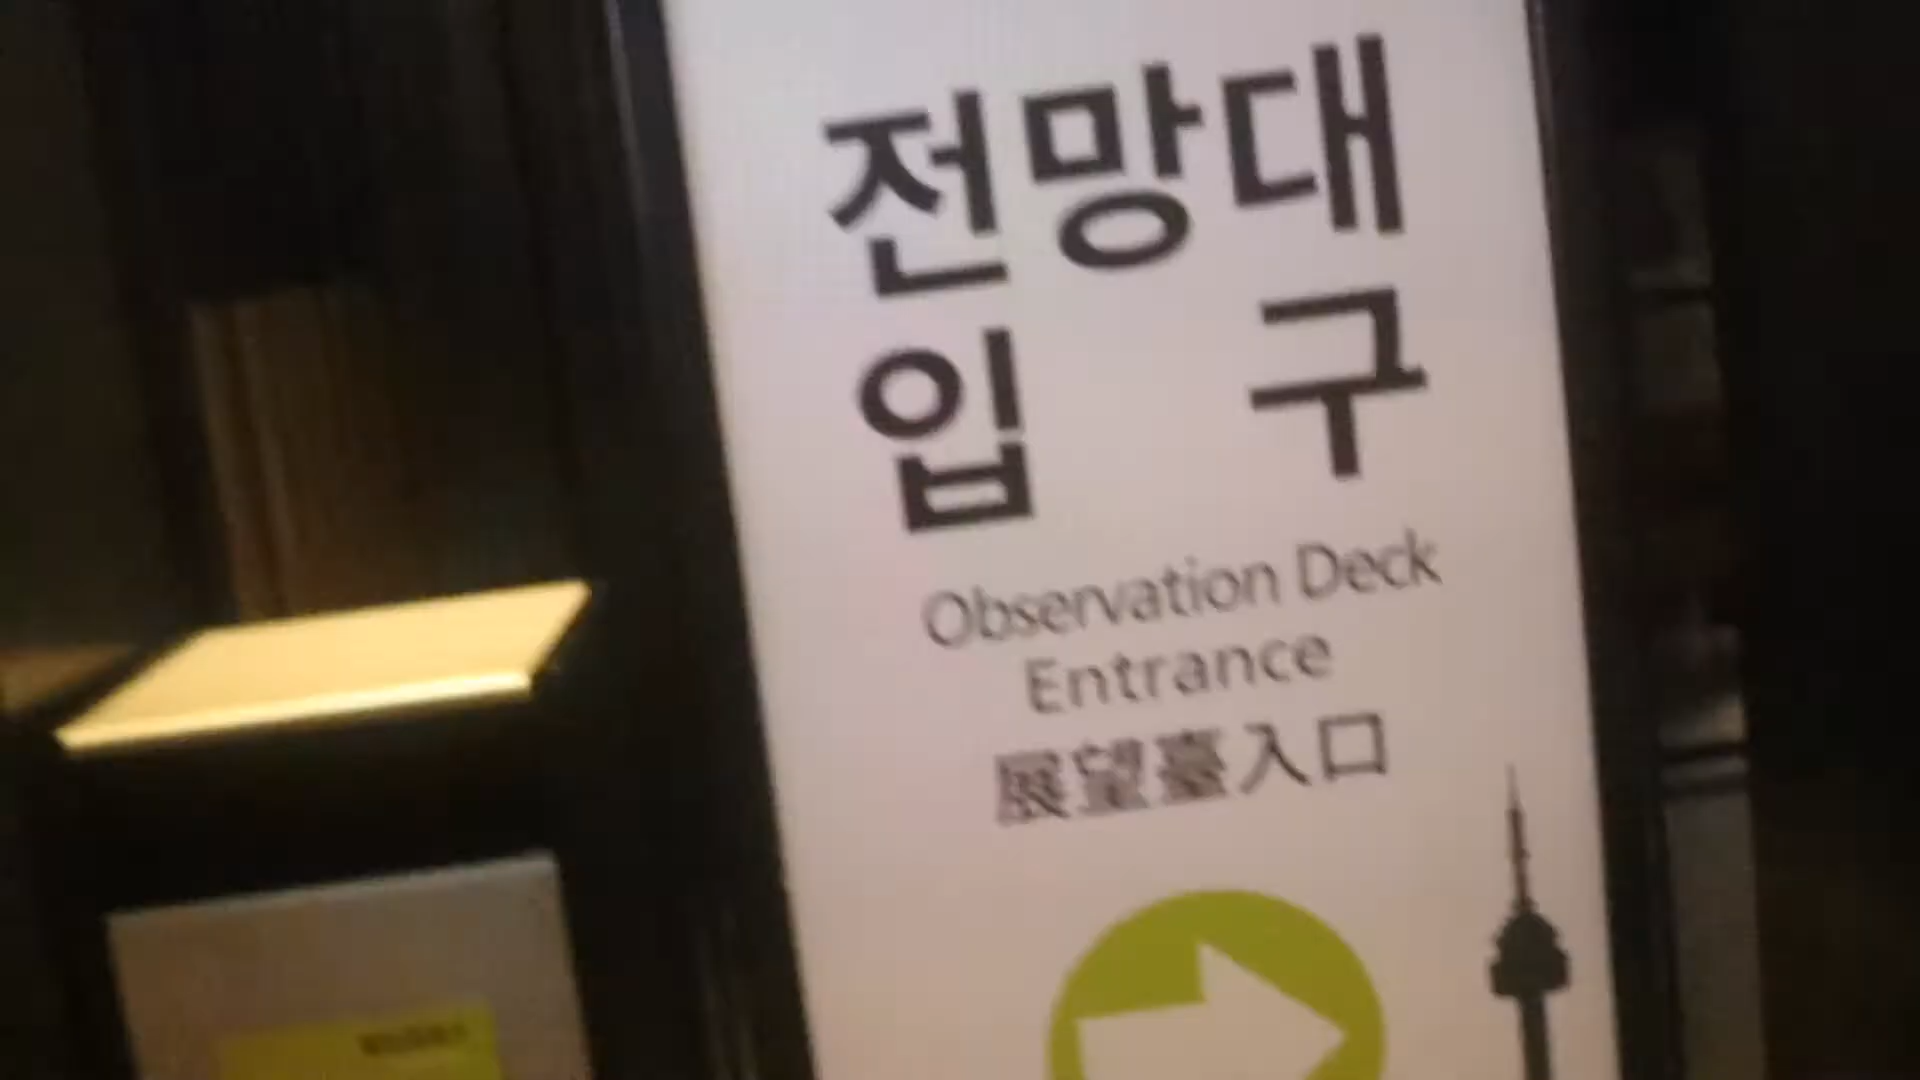 전망대
입 구
Observation Deck
Entrance
展望臺入口